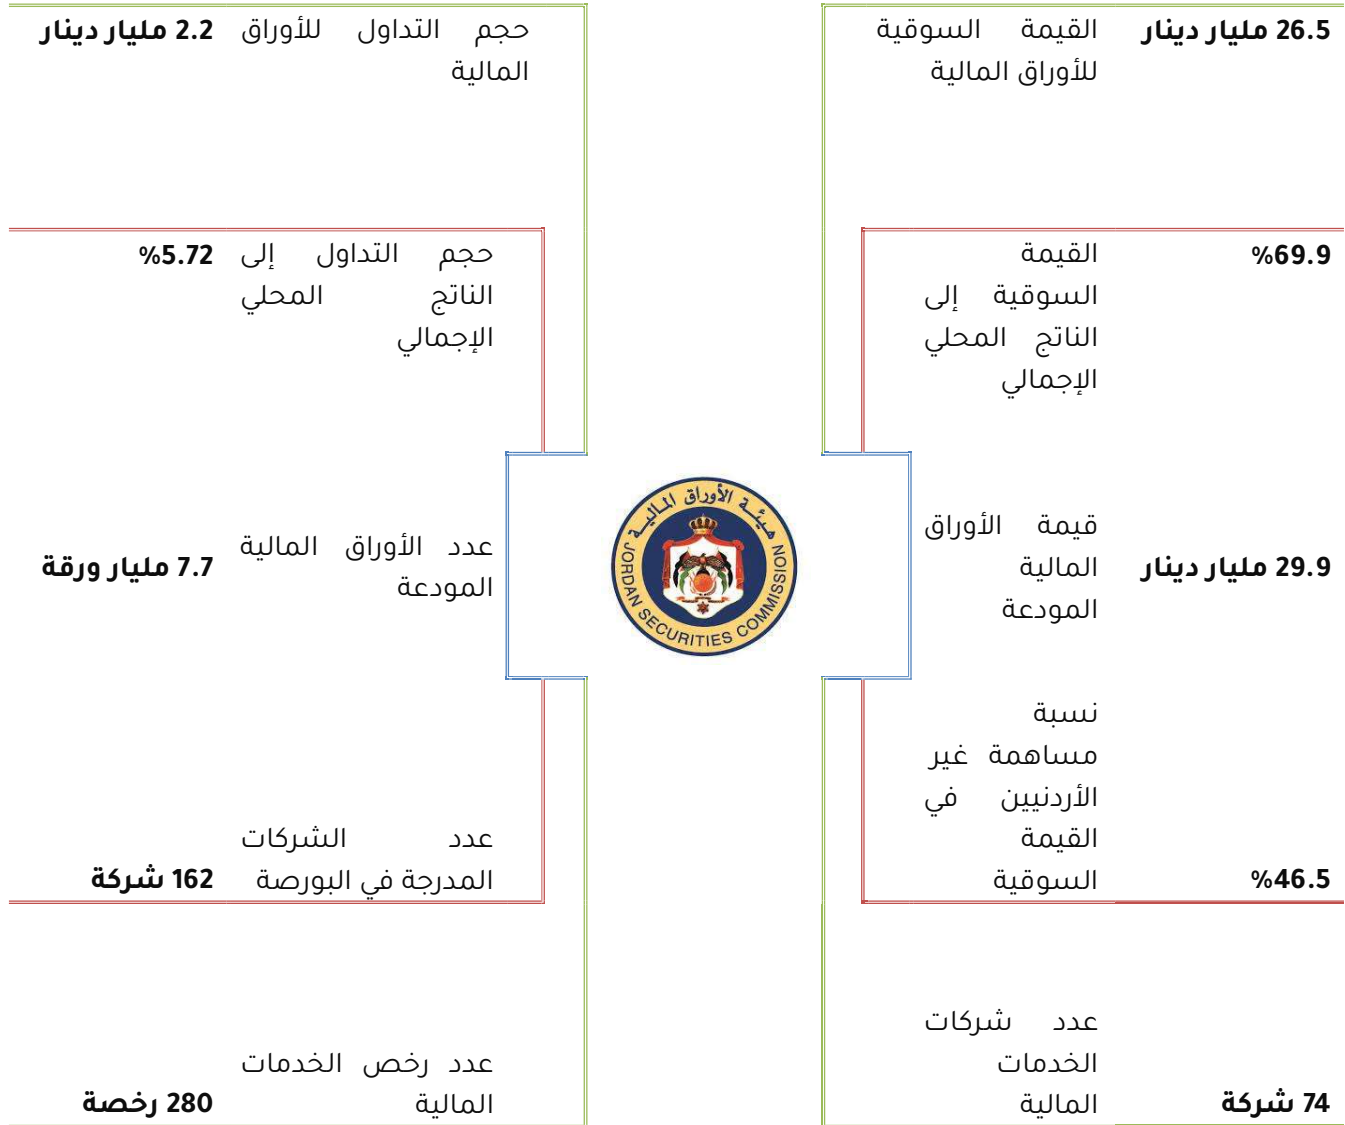 26.5 مليار دينار
القيمة السوقية
للأوراق المالية
حجم التداول للأوراق
المالية
2.2 مليار دينار
%69.9
القيمة
السوقية إلى
الناتج المحلي
الإجمالي
حجم التداول إلى
الناتج المحلي
الإجمالي
%5.72
29.9 مليار دينار
قيمة الأوراق
المالية
المودعة
هيئة الأوراق المالية
JORDAN SECURITIES COMMISSION
عدد الأوراق المالية
المودعة
7.7 مليار ورقة
%46.5
نسبة
مساهمة غير
الأردنيين في
القيمة
السوقية
عدد الشركات
المدرجة في البورصة
162 شركة
74 شركة
عدد شركات
الخدمات
المالية
عدد رخص الخدمات
المالية
280 رخصة